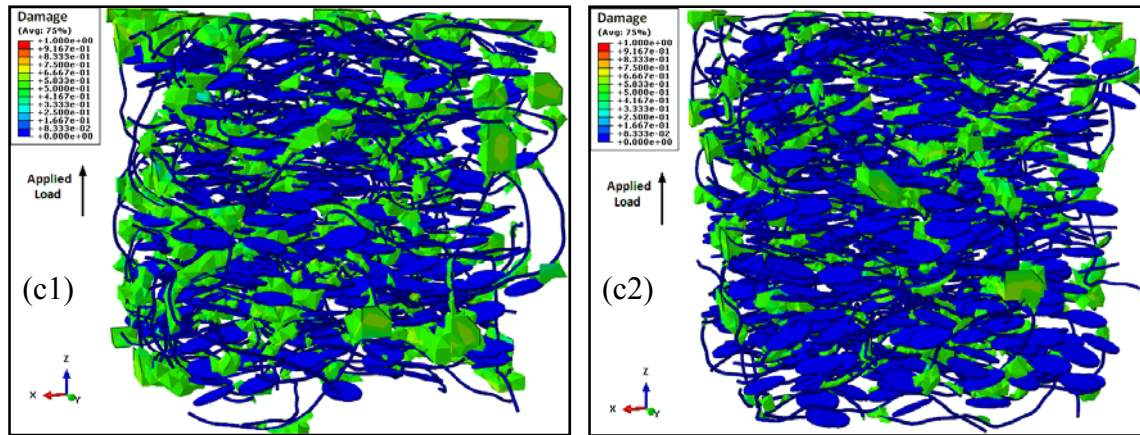 Damage
(Avg: 75%)
+1.000e+00
+9.167e-01
+8.333e-01
+7.500e-01
+6.667e-01
+5.833e-01
+5.000e-01
+4.167e-01
+3.333e-01
+2.500e-01
+1.667e-01
+8.333e-02
+0.000e+00
Applied
Load
(c1)
Z
X
Y
Damage
(Avg: 75%)
+1.000e+00
+9.167e-01
+8.333e-01
+7.500e-01
+6.667e-01
+5.833e-01
+5.000e-01
+4.167e-01
+3.333e-01
+2.500e-01
+1.667e-01
+8.333e-02
+0.000e+00
Applied
Load
(c2)
Z
X
Y